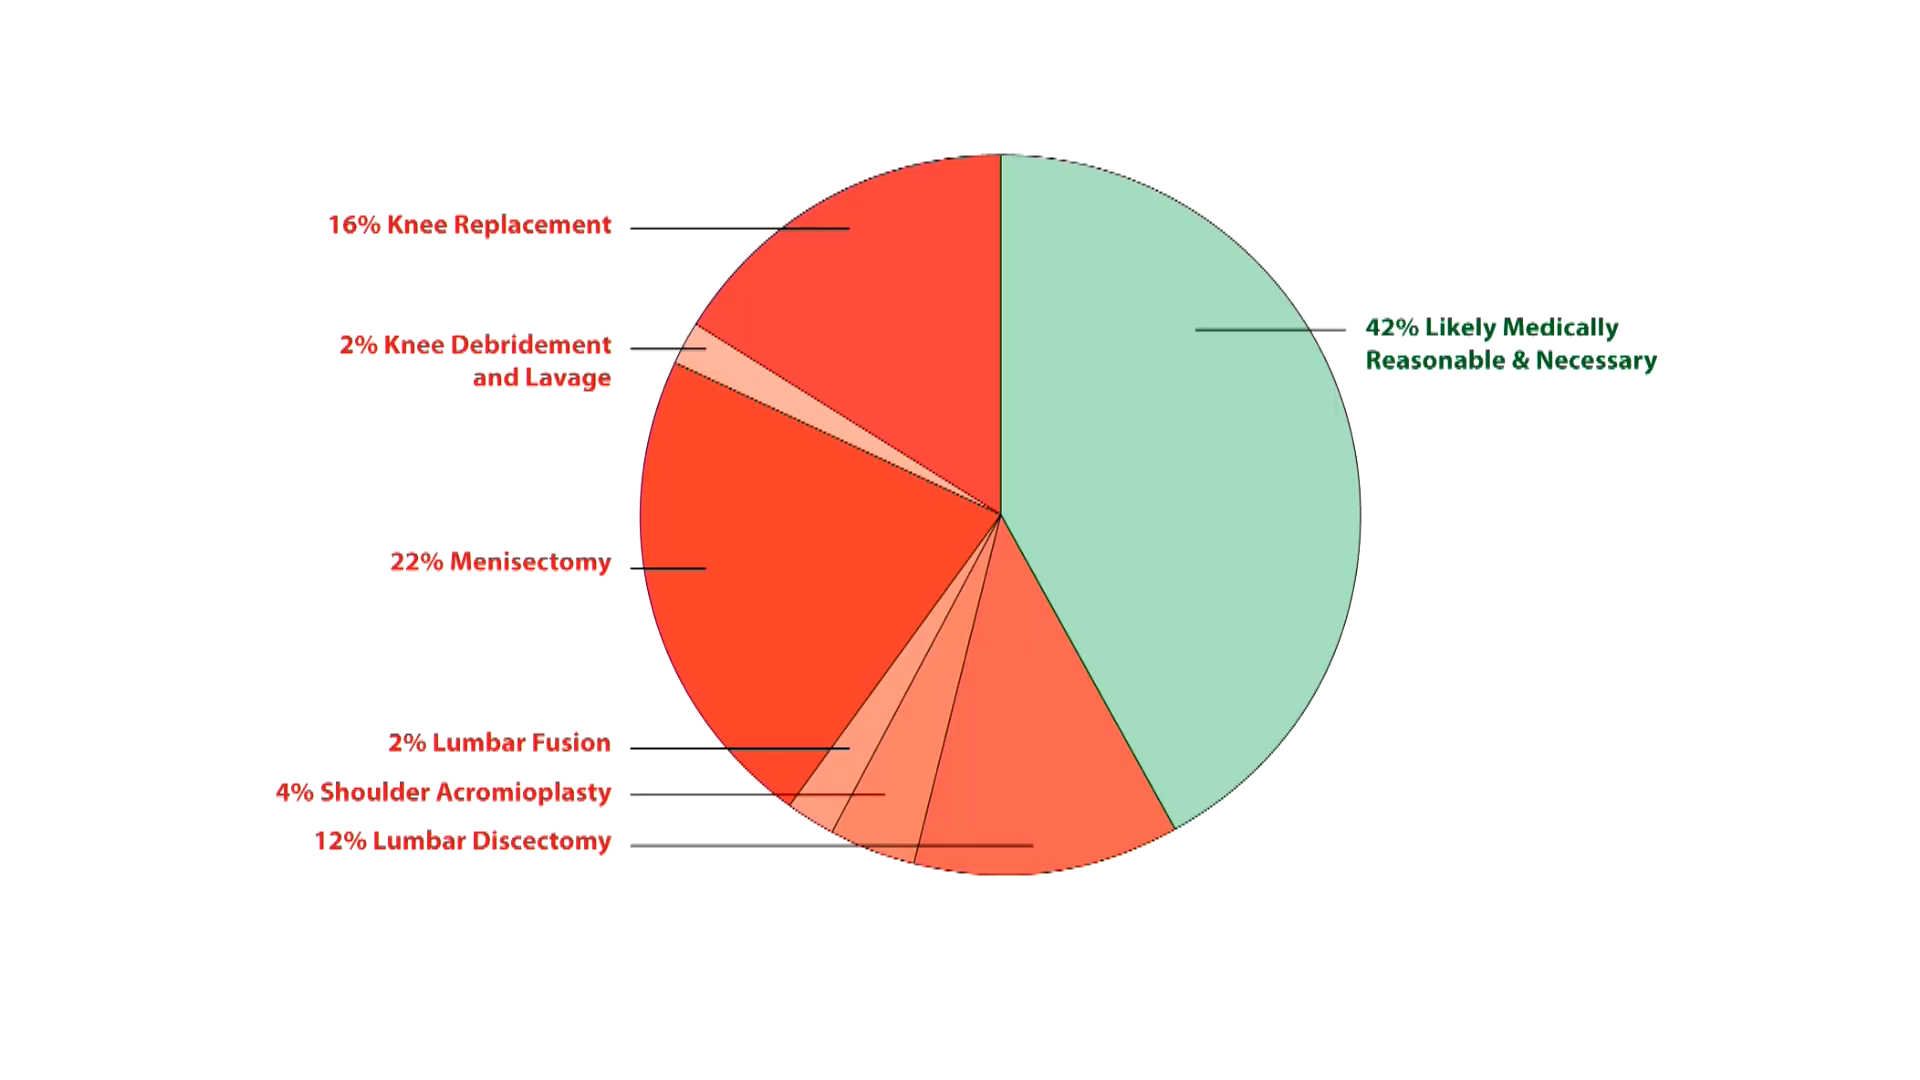 16% Knee Replacement
2% Knee Debridement
and Lavage
22% Menisectomy
2% Lumbar Fusion
4% Shoulder Acromioplasty
12% Lumbar Discectomy
42% Likely Medically
Reasonable & Necessary